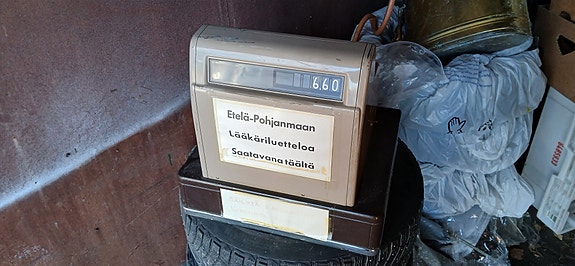 6.60
Etelä-Pohjanmaan
Lääkäriluetteloa
Saatavana täältä